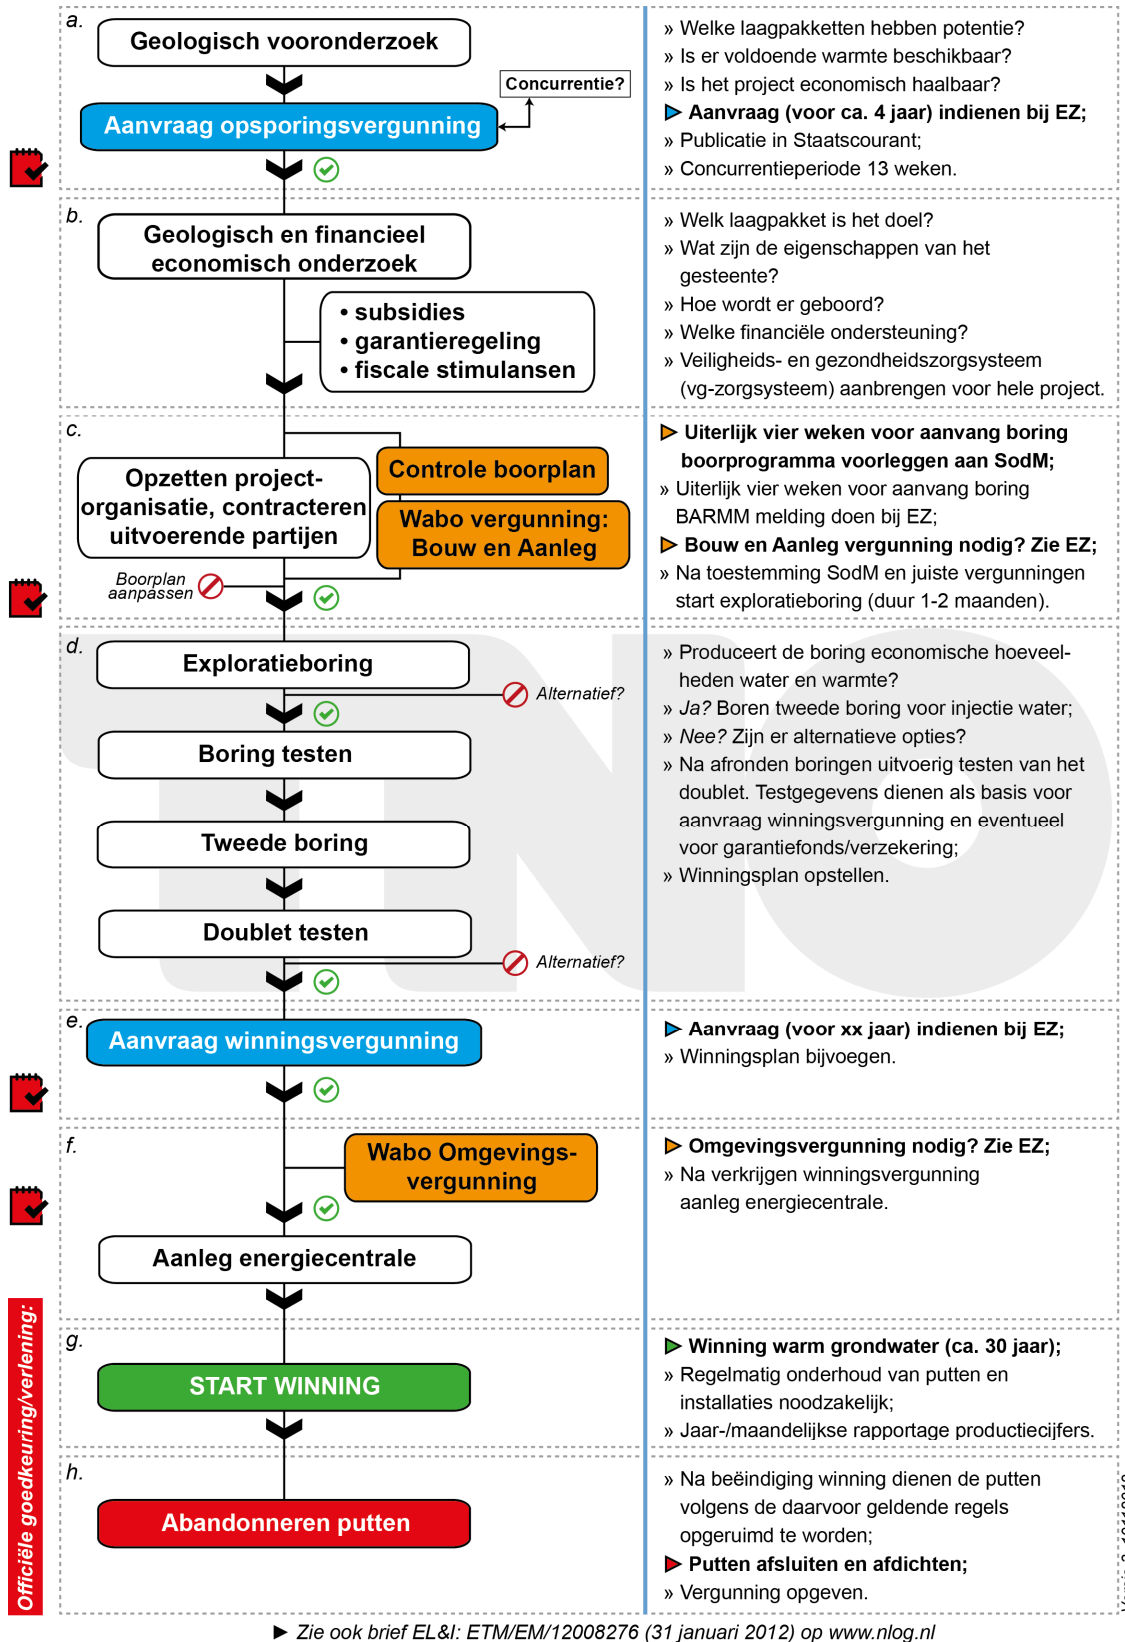 a.
Geologisch vooronderzoek
Concurrentie?
Aanvraag opsporingsvergunning
» Welke laagpakketten hebben potentie?
» Is er voldoende warmte beschikbaar?
» Is het project economisch haalbaar?
► Aanvraag (voor ca. 4 jaar) indienen bij EZ;
» Publicatie in Staatscourant;
» Concurrentieperiode 13 weken.
b.
Geologisch en financieel
economisch onderzoek
• subsidies
• garantieregeling
• fiscale stimulansen
» Welk laagpakket is het doel?
» Wat zijn de eigenschappen van het
gesteente?
» Hoe wordt er geboord?
» Welke financiële ondersteuning?
» Veiligheids- en gezondheidszorgsysteem
(vg-zorgsysteem) aanbrengen voor hele project.
c.
Opzetten project-
organisatie, contracteren
uitvoerende partijen
Controle boorplan
Wabo vergunning:
Bouw en Aanleg
Boorplan
aanpassen
► Uiterlijk vier weken voor aanvang boring
boorprogramma voorleggen aan SodM;
» Uiterlijk vier weken voor aanvang boring
BARMM melding doen bij EZ;
► Bouw en Aanleg vergunning nodig? Zie EZ;
» Na toestemming SodM en juiste vergunningen
start exploratieboring (duur 1-2 maanden).
d.
Exploratieboring
Alternatief?
Boring testen
Tweede boring
Doublet testen
Alternatief?
» Produceert de boring economische hoeveel-
heden water en warmte?
» Ja? Boren tweede boring voor injectie water;
» Nee? Zijn er alternatieve opties?
» Na afronden boringen uitvoerig testen van het
doublet. Testgegevens dienen als basis voor
aanvraag winningsvergunning en eventueel
voor garantiefonds/verzekering;
» Winningsplan opstellen.
TNO
e.
Aanvraag winningsvergunning
► Aanvraag (voor xx jaar) indienen bij EZ;
» Winningsplan bijvoegen.
f.
Wabo Omgevings-
vergunning
Aanleg energiecentrale
► Omgevingsvergunning nodig? Zie EZ;
» Na verkrijgen winningsvergunning
aanleg energiecentrale.
g.
START WINNING
► Winning warm grondwater (ca. 30 jaar);
» Regelmatig onderhoud van putten en
installaties noodzakelijk;
» Jaar-/maandelijkse rapportage productiecijfers.
h.
Abandonneren putten
» Na beëindiging winning dienen de putten
volgens de daarvoor geldende regels
opgeruimd te worden;
► Putten afsluiten en afdichten;
» Vergunning opgeven.
Officiële goedkeuring/verlening:
► Zie ook brief EL&I: ETM/EM/12008276 (31 januari 2012) op www.nlog.nl